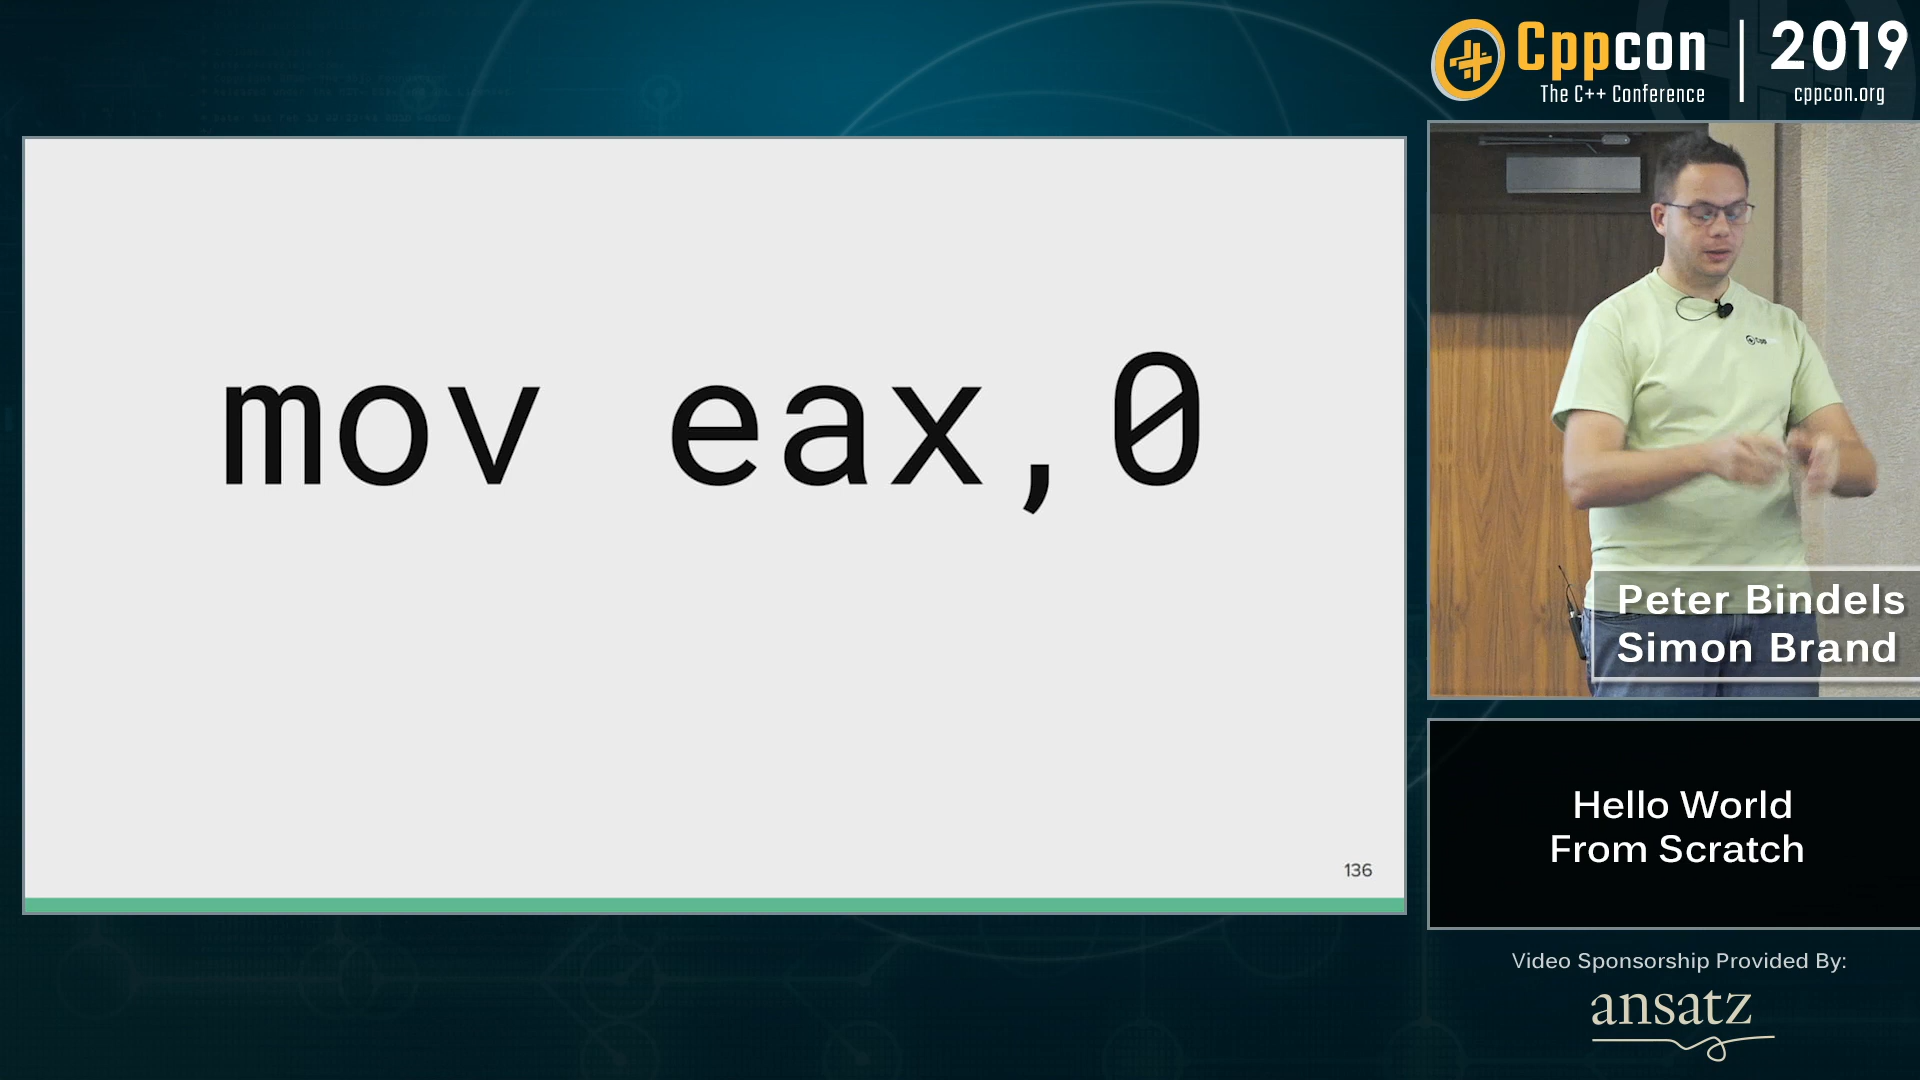 Cppcon
The C++ Conference
2019
cppcon.org
mov eax,0
136
Cpp
Peter Bindels
Simon Brand
Hello World
From Scratch
Video Sponsorship Provided By:
ansatz